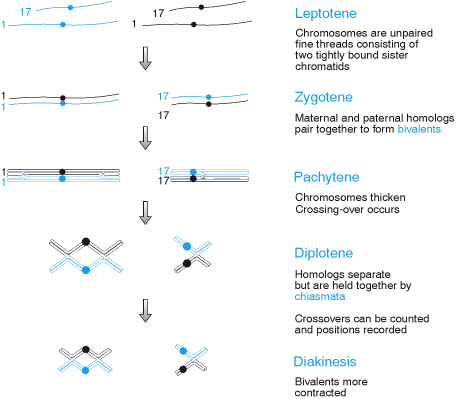 17
17
1
1
Leptotene
Chromosomes are unpaired
fine threads consisting of
two tightly bound sister
chromatids
1
1
17
17
Zygotene
Maternal and paternal homologs
pair together to form bivalents
1
1
17
17
Pachytene
Chromosomes thicken
Crossing-over occurs
Diplotene
Homologs separate
but are held together by
chiasmata
Crossovers can be counted
and positions recorded
Diakinesis
Bivalents more
contracted